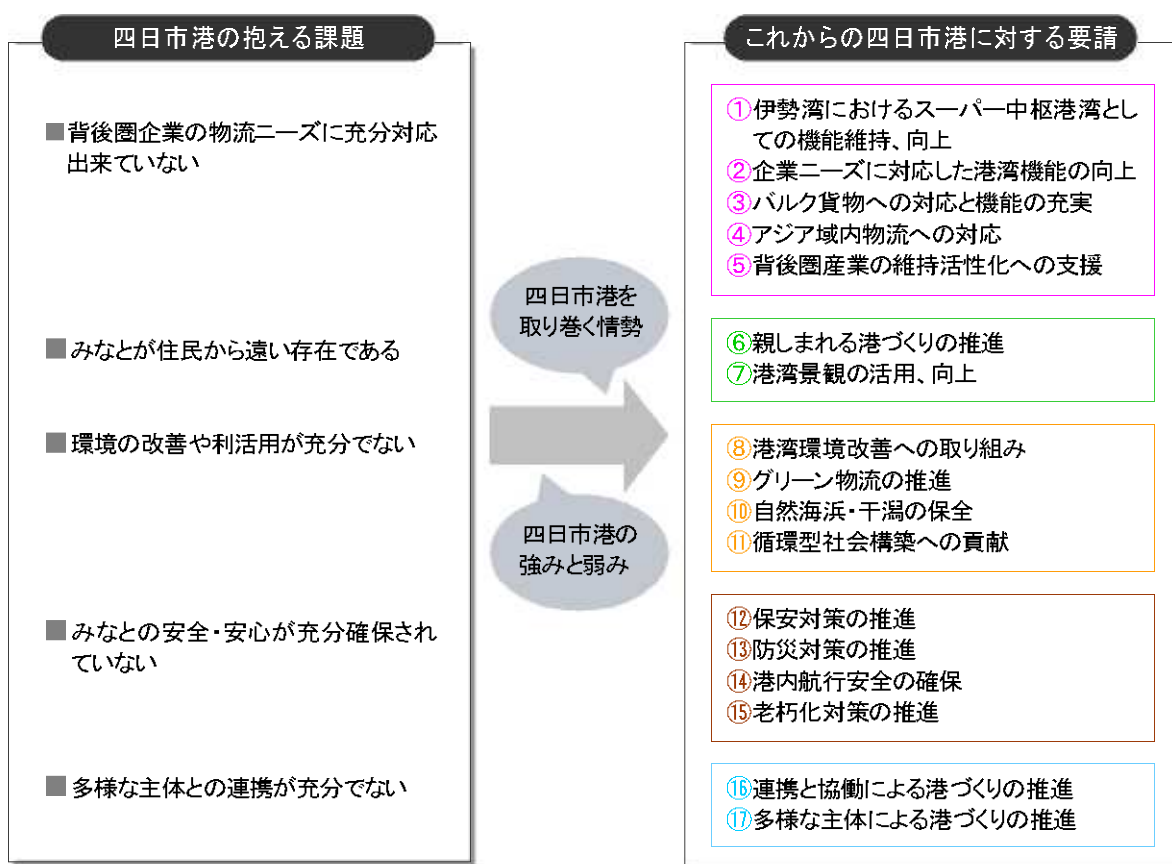 四日市港の抱える課題
■背後圏企業の物流ニーズに充分対応
出来ていない
■みなとが住民から遠い存在である
■環境の改善や利活用が充分でない
■みなとの安全・安心が充分確保され
ていない
■多様な主体との連携が充分でない
四日市港を
取り巻く情勢
四日市港の
強みと弱み
これからの四日市港に対する要請
①伊勢湾におけるスーパー中枢港湾とし
ての機能維持、向上
②企業ニーズに対応した港湾機能の向上
③バルク貨物への対応と機能の充実
④アジア域内物流への対応
⑤背後圏産業の維持活性化への支援
⑥親しまれる港づくりの推進
⑦港湾景観の活用、向上
⑧港湾環境改善への取り組み
⑨グリーン物流の推進
⑩自然海浜・干潟の保全
⑪循環型社会構築への貢献
⑫保安対策の推進
⑬防災対策の推進
⑭港内航行安全の確保
⑮老朽化対策の推進
⑯連携と協働による港づくりの推進
⑰多様な主体による港づくりの推進